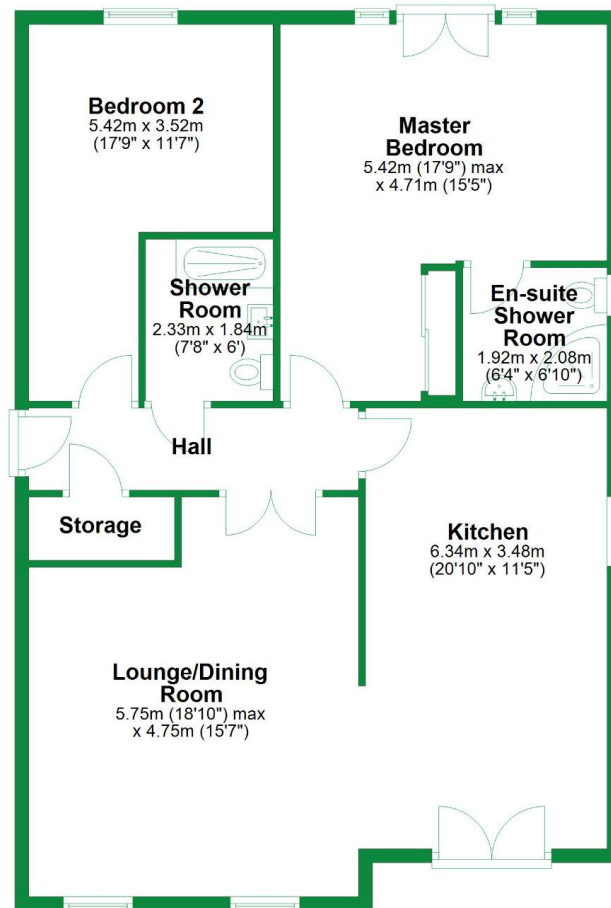 Bedroom 2
5.42m x 3.52m
(17'9" x 11'7")
Master
Bedroom
5.42m (17'9") max
x 4.71m (15'5")
Shower
Room
2.33m x 1.84m
(7'8" x 6')
En-suite
Shower
Room
1.92m x 2.08m
(6'4" x 6'10")
Hall
Storage
Kitchen
6.34m x 3.48m
(20'10" x 11'5")
Lounge/Dining
Room
5.75m (18'10") max
x 4.75m (15'7")